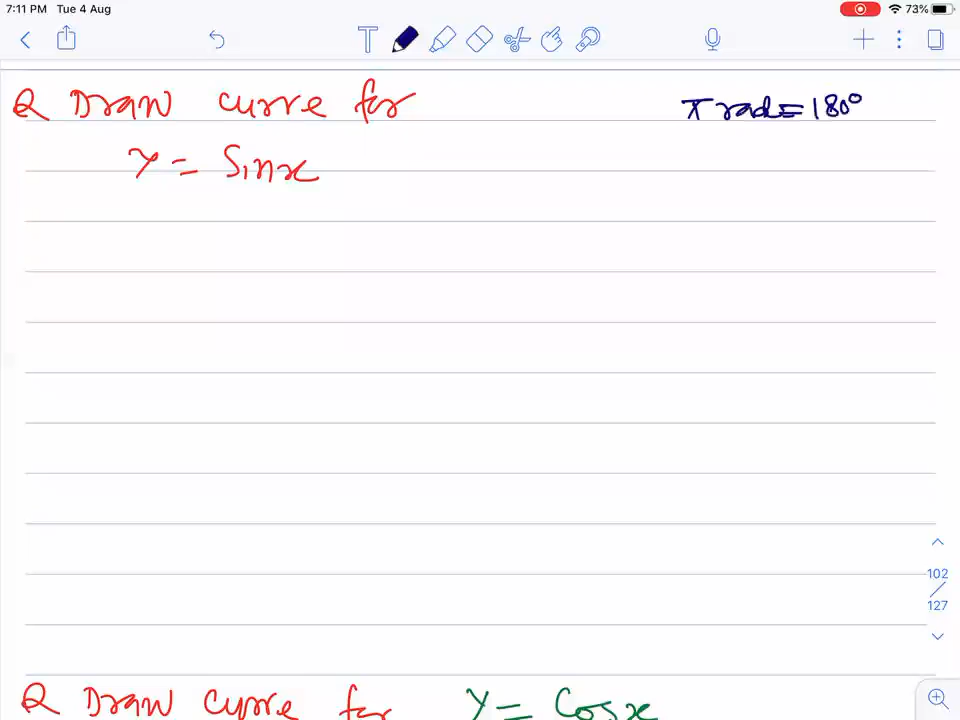 7:11 PM Tue 4 Aug 73%
T
Q Draw curve for
π rad = 180°
y = Sinx
102
127
Q Draw curve for y = Cosx